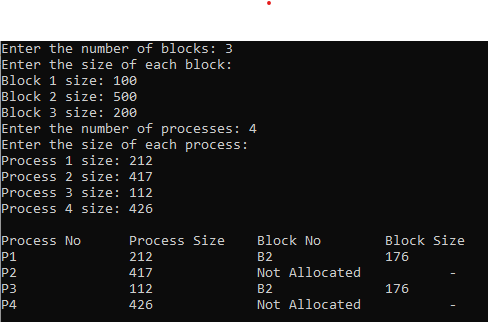 Enter the number of blocks: 3
Enter the size of each block:
Block 1 size: 100
Block 2 size: 500
Block 3 size: 200
Enter the number of processes: 4
Enter the size of each process:
Process 1 size: 212
Process 2 size: 417
Process 3 size: 112
Process 4 size: 426
Process No Process Size Block No Block Size
P1 212 B2 176
P2 417 Not Allocated -
P3 112 B2 176
P4 426 Not Allocated -